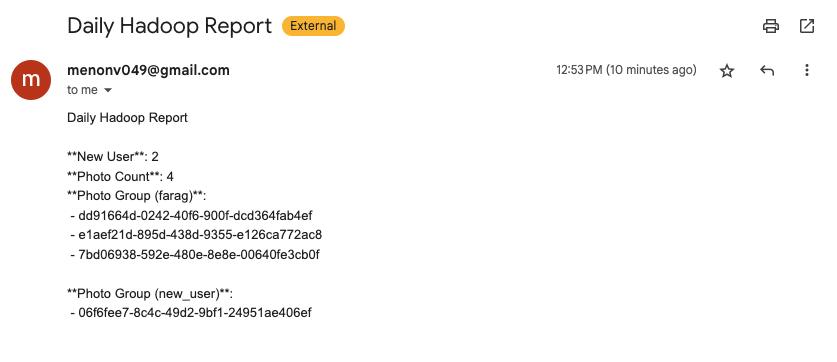 Daily Hadoop Report External
m
menonv049@gmail.com 12:53 PM (10 minutes ago)
to me
Daily Hadoop Report
**New User**: 2
**Photo Count**: 4
**Photo Group (farag)**:
- dd91664d-0242-40f6-900f-dcd364fab4ef
- e1aef21d-895d-438d-9355-e126ca772ac8
- 7bd06938-592e-480e-8e8e-00640fe3cb0f
**Photo Group (new_user)**:
- 06f6fee7-8c4c-49d2-9bf1-24951ae406ef